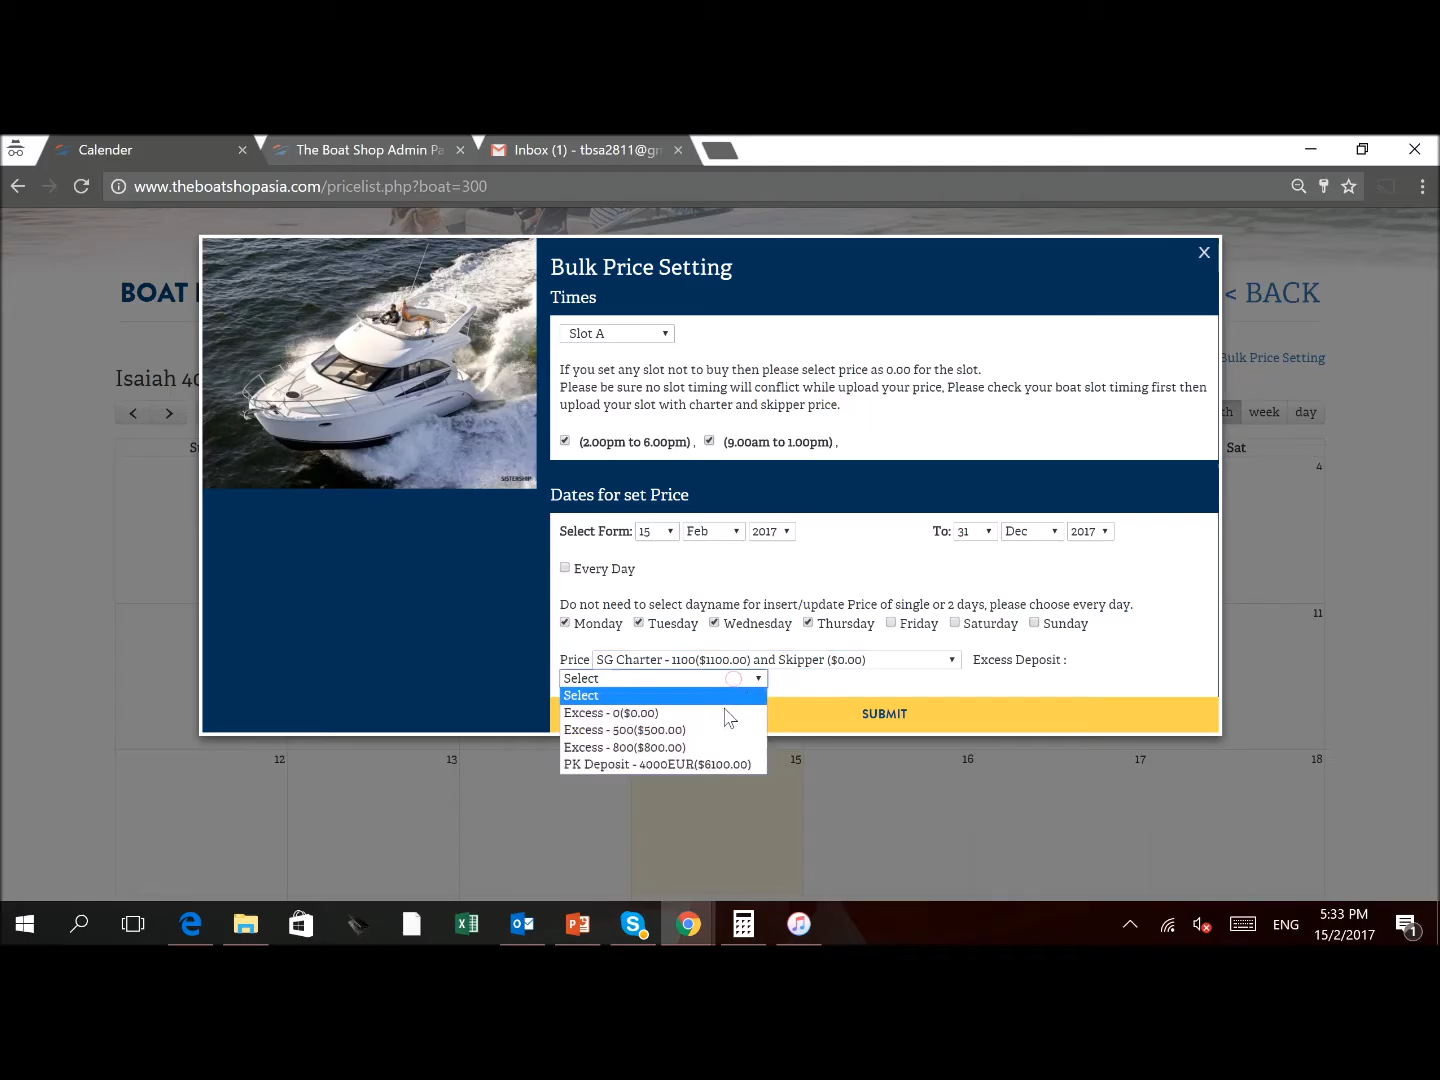 Calender
The Boat Shop Admin Pa
Inbox (1) - tbsa2811@gm
www.theboatshopasia.com/pricelist.php?boat=300
BOAT
< BACK
Isaiah 40
Bulk Price Setting
week
day
Sat
4
11
12
13
15
16
17
18
SISTERSHIP
Bulk Price Setting
X
Times
Slot A
If you set any slot not to buy then please select price as 0.00 for the slot.
Please be sure no slot timing will conflict while upload your price, Please check your boat slot timing first then
upload your slot with charter and skipper price.
(2.00pm to 6.00pm) , (9.00am to 1.00pm) ,
Dates for set Price
Select Form: 15 Feb 2017 To: 31 Dec 2017
Every Day
Do not need to select dayname for insert/update Price of single or 2 days, please choose every day.
Monday Tuesday Wednesday Thursday Friday Saturday Sunday
Price SG Charter - 1100($1100.00) and Skipper ($0.00) Excess Deposit :
Select
Select
Excess - 0($0.00)
Excess - 500($500.00)
Excess - 800($800.00)
PK Deposit - 4000EUR($6100.00)
SUBMIT
ENG
5:33 PM
15/2/2017
1